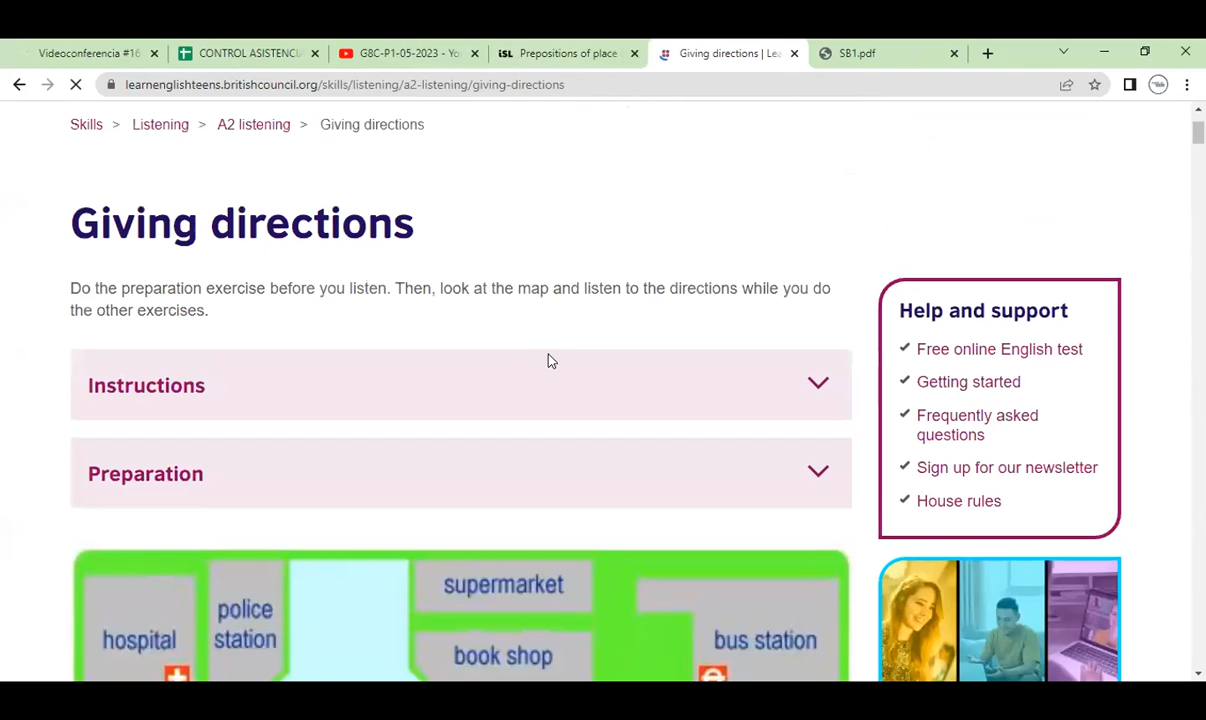 Videoconferencia #16
CONTROL ASISTENCI
G8C-P1-05-2023 - Yo
iSL Prepositions of place
Giving directions | Lea
SB1.pdf
learnenglishteens.britishcouncil.org/skills/listening/a2-listening/giving-directions
Skills > Listening > A2 listening > Giving directions
Giving directions
Do the preparation exercise before you listen. Then, look at the map and listen to the directions while you do
the other exercises.
Instructions
Preparation
Help and support
Free online English test
Getting started
Frequently asked
questions
Sign up for our newsletter
House rules
hospital
police
station
supermarket
book shop
bus station